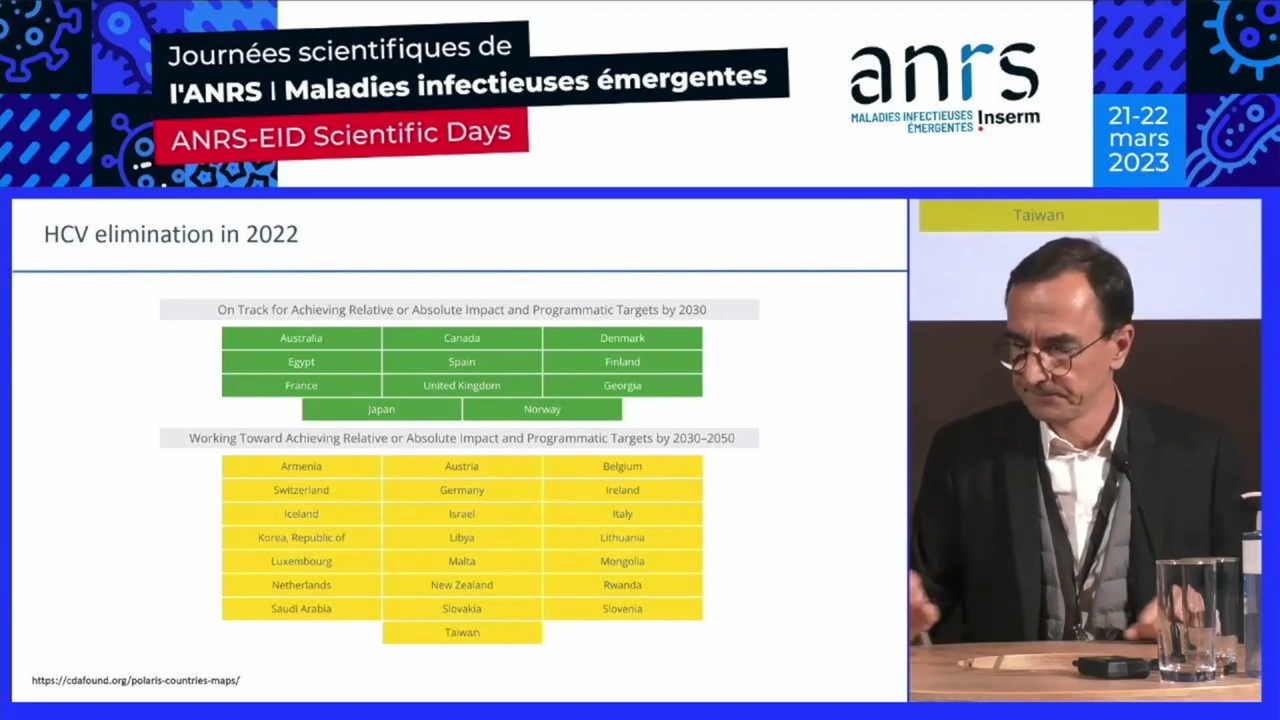 Journées scientifiques de
l'ANRS | Maladies infectieuses émergentes
ANRS-EID Scientific Days
anrs
MALADIES INFECTIEUSES
ÉMERGENTES
Inserm
21-22
mars
2023
HCV elimination in 2022
On Track for Achieving Relative or Absolute Impact and Programmatic Targets by 2030
Australia Canada Denmark
Egypt Spain Finland
France United Kingdom Georgia
Japan Norway
Working Toward Achieving Relative or Absolute Impact and Programmatic Targets by 2030–2050
Armenia Austria Belgium
Switzerland Germany Ireland
Iceland Israel Italy
Korea, Republic of Libya Lithuania
Luxembourg Malta Mongolia
Netherlands New Zealand Rwanda
Saudi Arabia Slovakia Slovenia
Taiwan
https://cdafound.org/polaris-countries-maps/
Taiwan